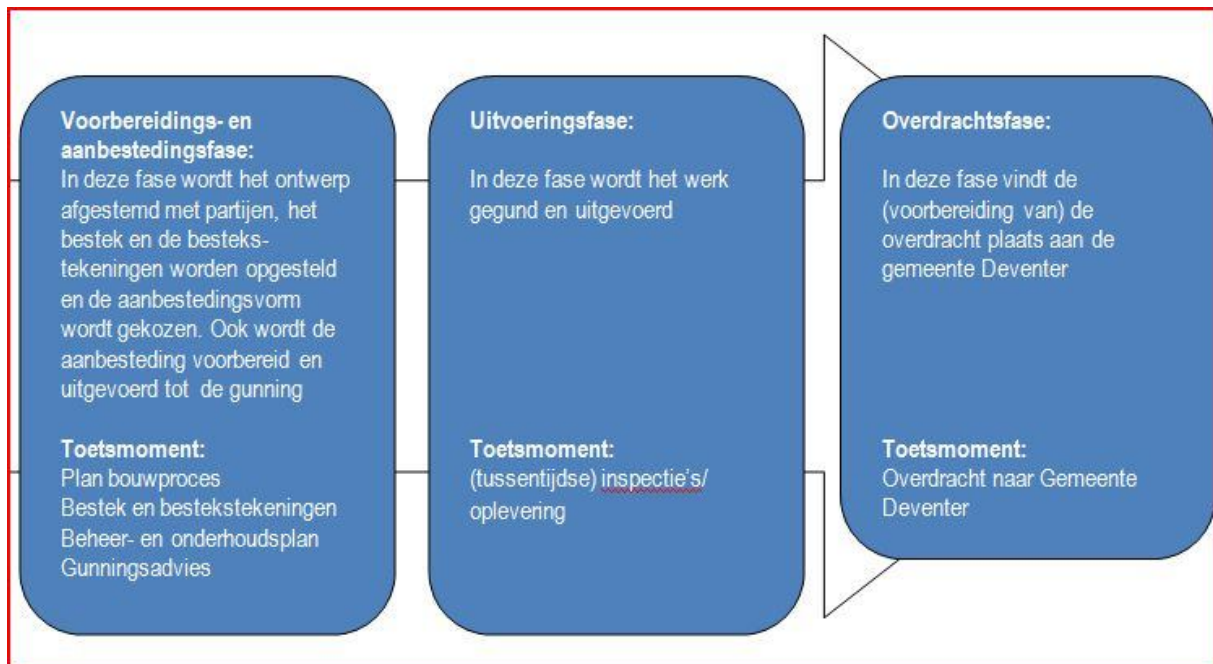 Voorbereidings- en
aanbestedingsfase:
In deze fase wordt het ontwerp
afgestemd met partijen, het
bestek en de besteks-
tekeningen worden opgesteld
en de aanbestedingsvorm
wordt gekozen. Ook wordt de
aanbesteding voorbereid en
uitgevoerd tot de gunning
Toetsmoment:
Plan bouwproces
Bestek en bestekstekeningen
Beheer- en onderhoudsplan
Gunningsadvies
Uitvoeringsfase:
In deze fase wordt het werk
gegund en uitgevoerd
Toetsmoment:
(tussentijdse) inspectie's/
oplevering
Overdrachtsfase:
In deze fase vindt de
(voorbereiding van) de
overdracht plaats aan de
gemeente Deventer
Toetsmoment:
Overdracht naar Gemeente
Deventer